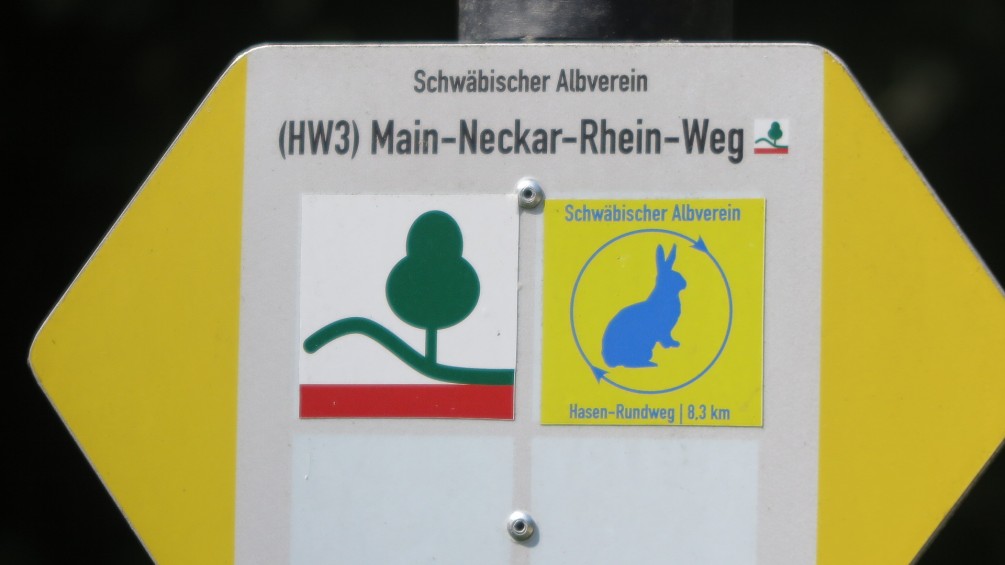 Schwäbischer Albverein
(HW3) Main-Neckar-Rhein-Weg
Schwäbischer Albverein
Hasen-Rundweg | 8,3 km